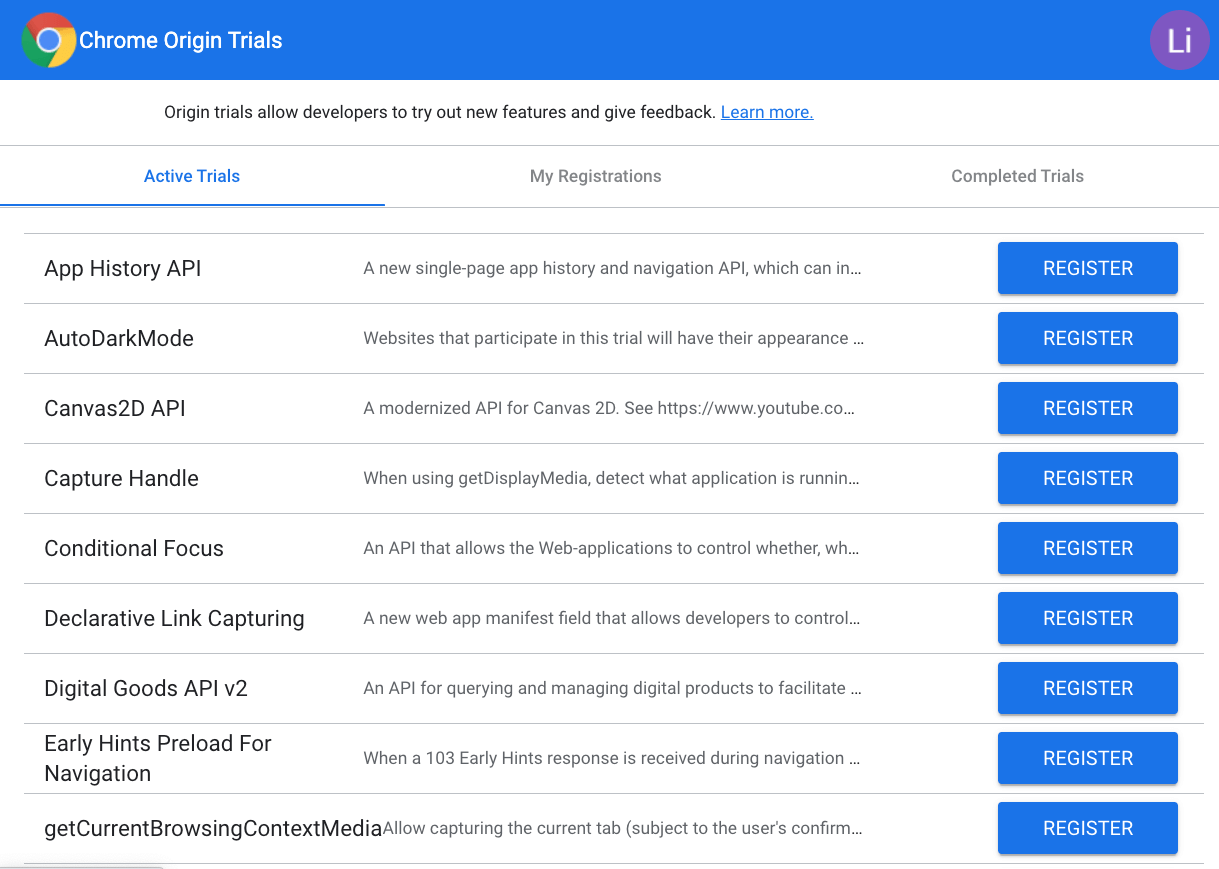 Chrome Origin Trials
Li
Origin trials allow developers to try out new features and give feedback. Learn more.
Active Trials
My Registrations
Completed Trials
App History API
A new single-page app history and navigation API, which can in…
REGISTER
AutoDarkMode
Websites that participate in this trial will have their appearance …
REGISTER
Canvas2D API
A modernized API for Canvas 2D. See https://www.youtube.co…
REGISTER
Capture Handle
When using getDisplayMedia, detect what application is runnin…
REGISTER
Conditional Focus
An API that allows the Web-applications to control whether, wh…
REGISTER
Declarative Link Capturing
A new web app manifest field that allows developers to control…
REGISTER
Digital Goods API v2
An API for querying and managing digital products to facilitate …
REGISTER
Early Hints Preload For
Navigation
When a 103 Early Hints response is received during navigation …
REGISTER
getCurrentBrowsingContextMedia
Allow capturing the current tab (subject to the user's confirm…
REGISTER